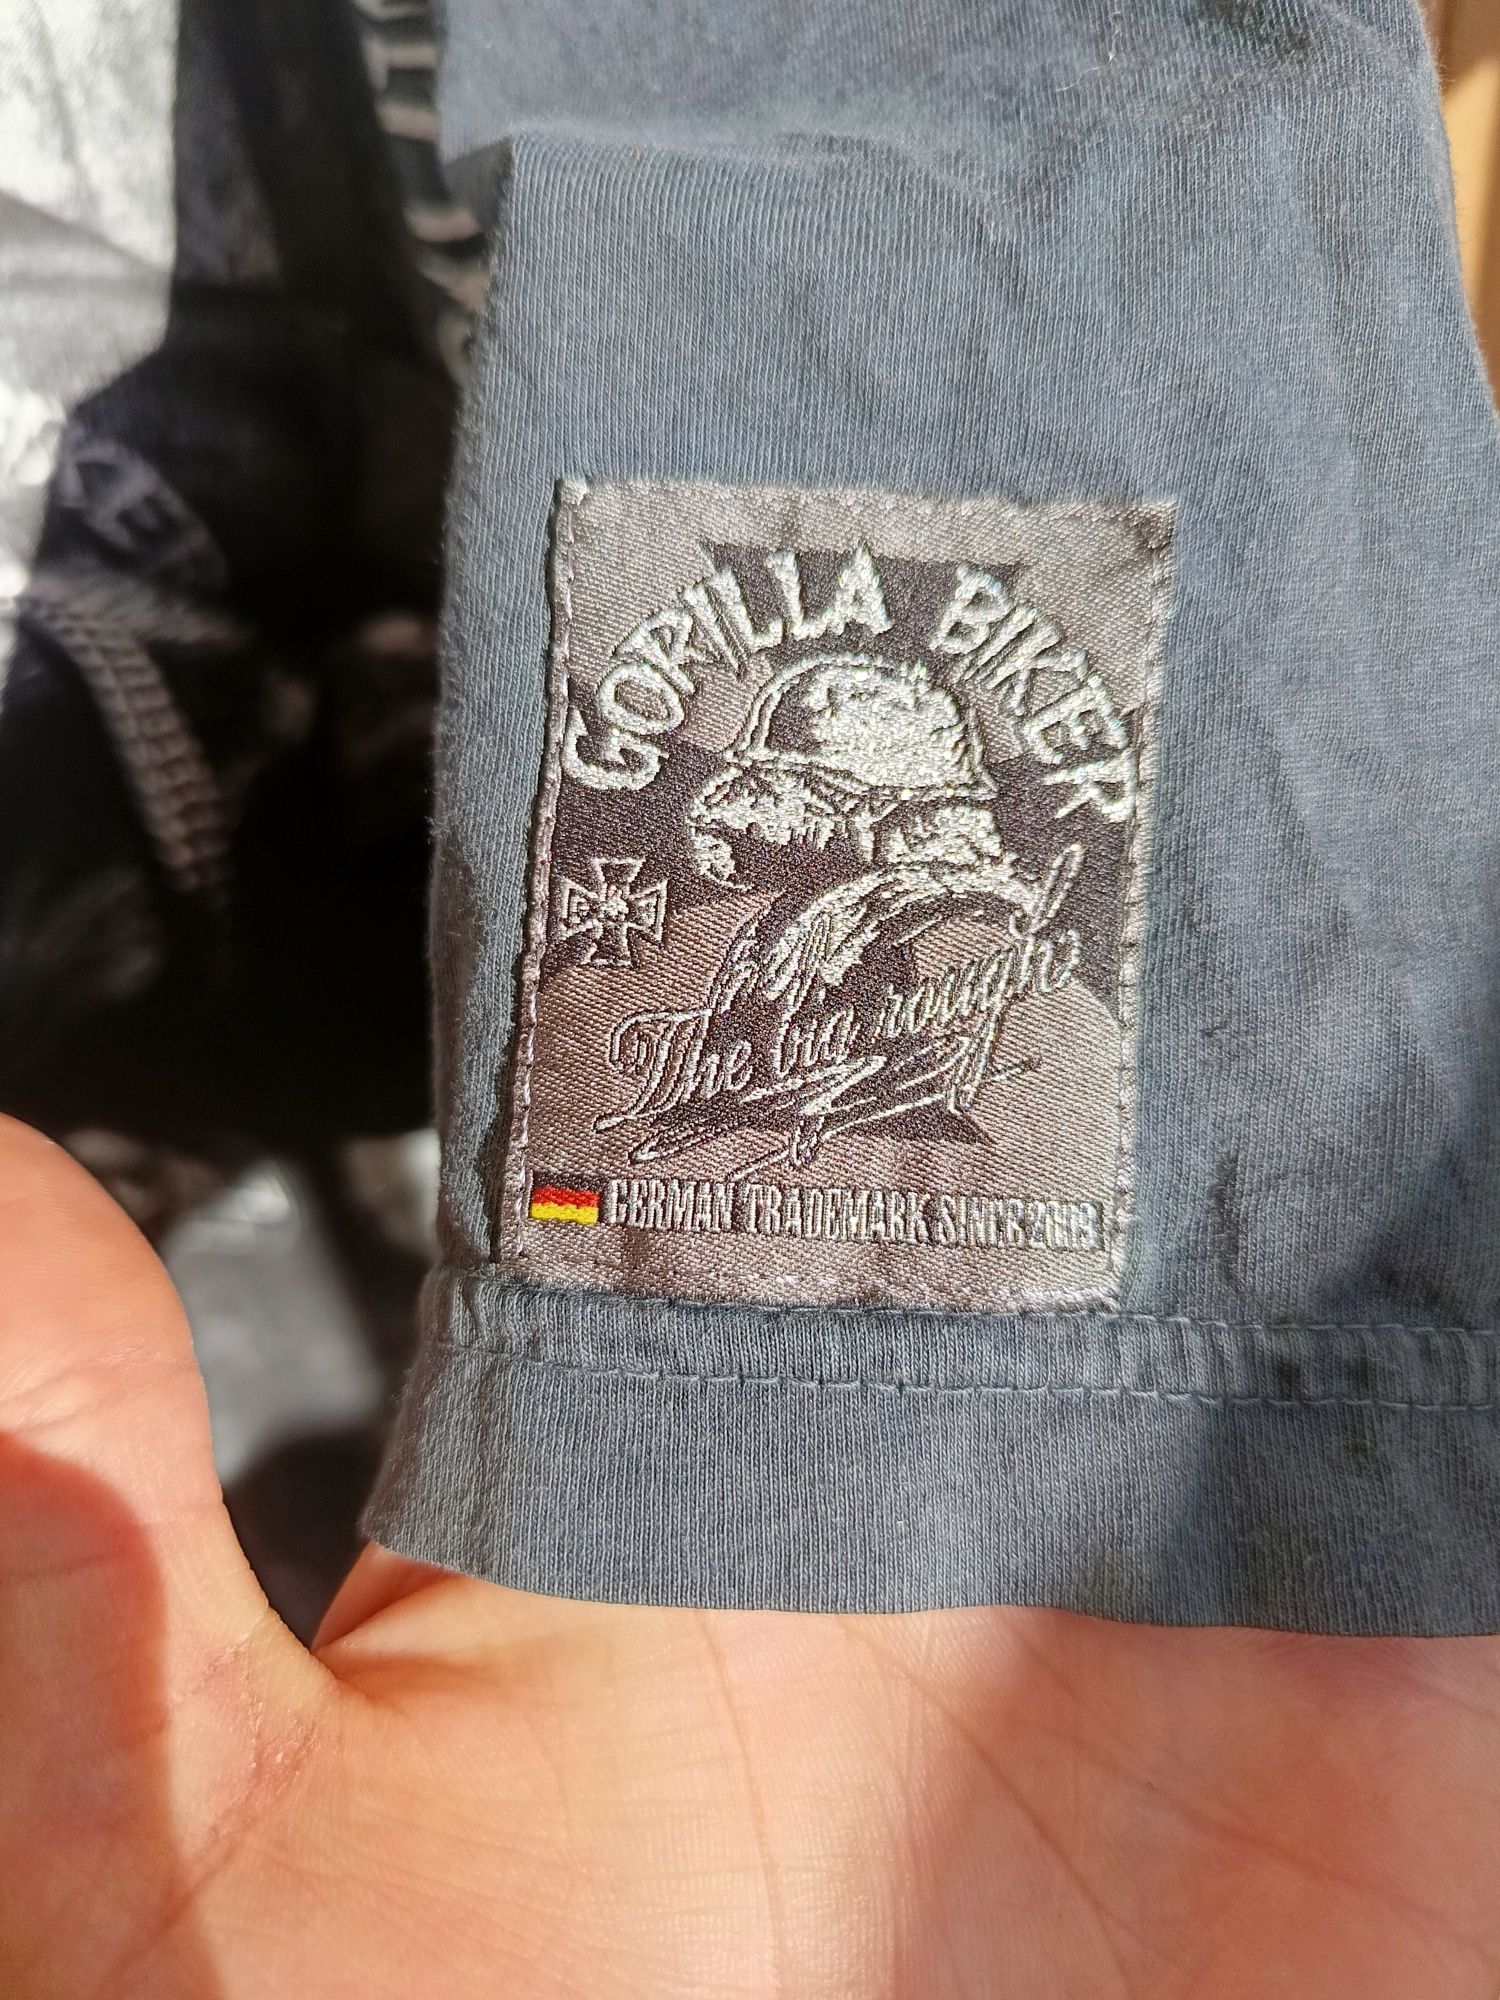 GORILLA BIKER
The big rough
GERMAN TRADEMARK SINCE 2013